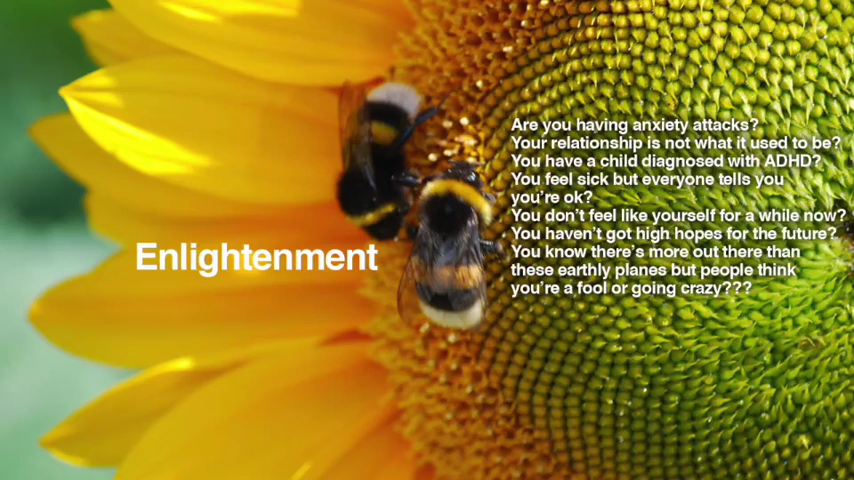 Enlightenment
Are you having anxiety attacks?
Your relationship is not what it used to be?
You have a child diagnosed with ADHD?
You feel sick but everyone tells you
you're ok?
You don't feel like yourself for a while now?
You haven't got high hopes for the future?
You know there's more out there than
these earthly planes but people think
you're a fool or going crazy???